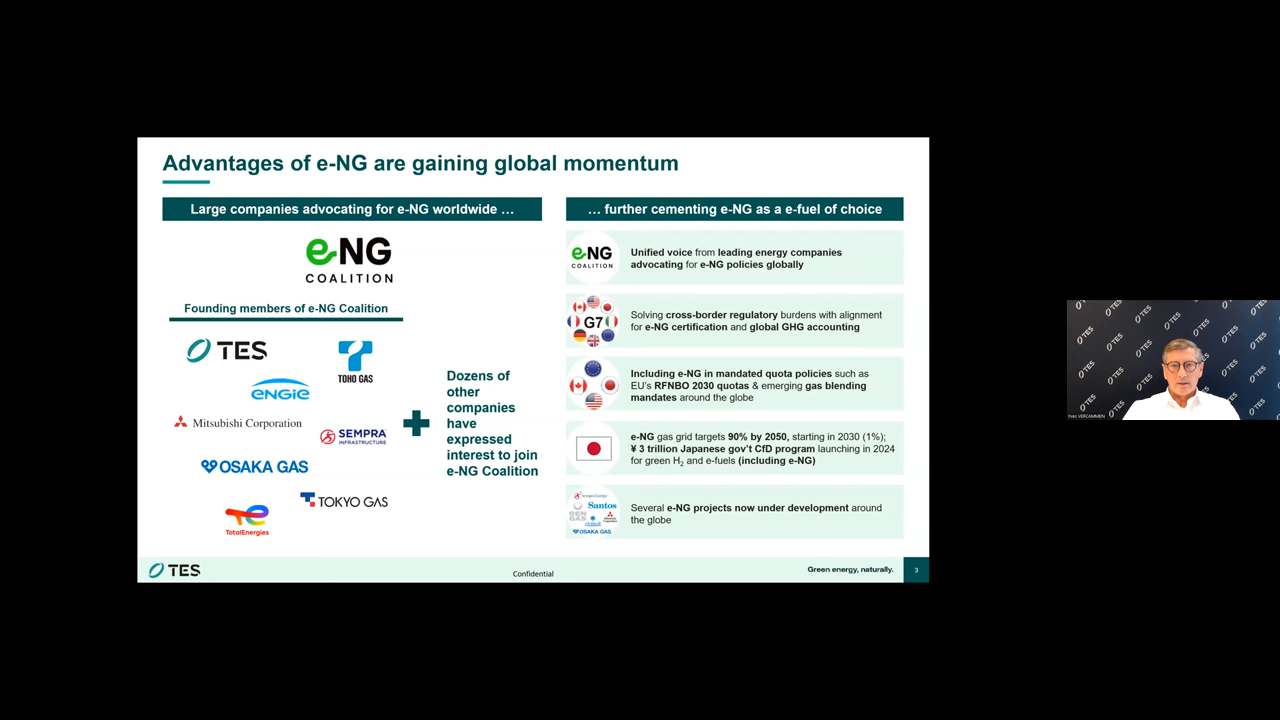 Advantages of e-NG are gaining global momentum
Large companies advocating for e-NG worldwide …
e-NG
COALITION
Founding members of e-NG Coalition
TES
TOHO GAS
ENGIE
Mitsubishi Corporation
SEMPRA
INFRASTRUCTURE
OSAKA GAS
TOKYO GAS
TotalEnergies
Dozens of
other
companies
have
expressed
interest to join
e-NG Coalition
… further cementing e-NG as a e-fuel of choice
e-NG
COALITION
Unified voice from leading energy companies
advocating for e-NG policies globally
G7
Solving cross-border regulatory burdens with alignment
for e-NG certification and global GHG accounting
Including e-NG in mandated quota policies such as
EU's RFNBO 2030 quotas & emerging gas blending
mandates around the globe
e-NG gas grid targets 90% by 2050, starting in 2030 (1%);
¥ 3 trillion Japanese gov't CfD program launching in 2024
for green H2 and e-fuels (including e-NG)
Sempra Energy
Santos
REN
GAS
OSAKA GAS
Several e-NG projects now under development around
the globe
TES
Confidential
Green energy, naturally.
3
Yves VERCAMMEN